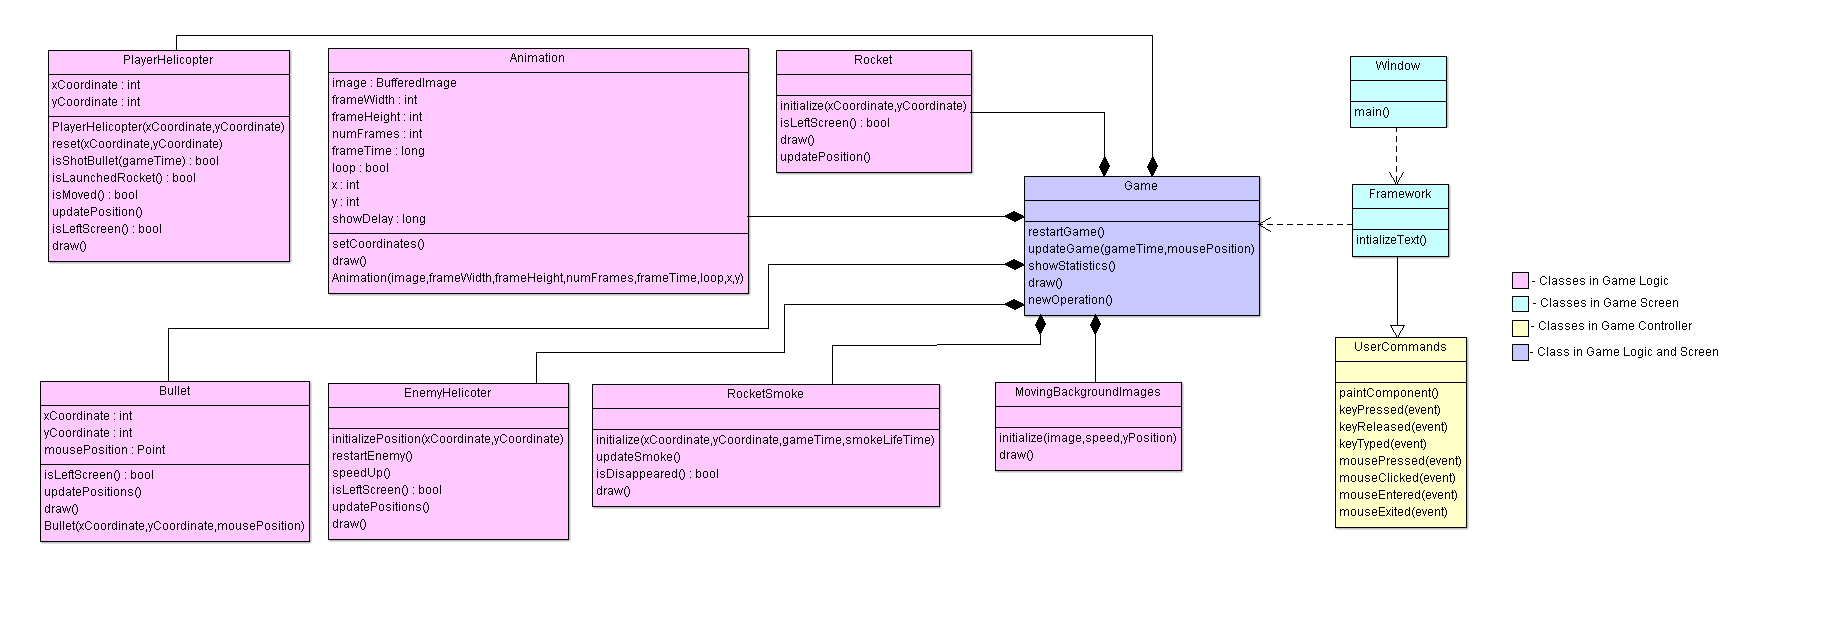 PlayerHelicopter
xCoordinate : int
yCoordinate : int
PlayerHelicopter(xCoordinate,yCoordinate)
reset(xCoordinate,yCoordinate)
isShotBullet(gameTime) : bool
isLaunchedRocket() : bool
isMoved() : bool
updatePosition()
isLeftScreen() : bool
draw()
Animation
image : BufferedImage
frameWidth : int
frameHeight : int
numFrames : int
frameTime : long
loop : bool
x : int
y : int
showDelay : long
setCoordinates()
draw()
Animation(image,frameWidth,frameHeight,numFrames,frameTime,loop,x,y)
Rocket
initialize(xCoordinate,yCoordinate)
isLeftScreen() : bool
draw()
updatePosition()
Game
restartGame()
updateGame(gameTime,mousePosition)
showStatistics()
draw()
newOperation()
Window
main()
Framework
intializeText()
UserCommands
paintComponent()
keyPressed(event)
keyReleased(event)
keyTyped(event)
mousePressed(event)
mouseClicked(event)
mouseEntered(event)
mouseExited(event)
- Classes in Game Logic
- Classes in Game Screen
- Classes in Game Controller
- Class in Game Logic and Screen
Bullet
xCoordinate : int
yCoordinate : int
mousePosition : Point
isLeftScreen() : bool
updatePositions()
draw()
Bullet(xCoordinate,yCoordinate,mousePosition)
EnemyHelicoter
initializePosition(xCoordinate,yCoordinate)
restartEnemy()
speedUp()
isLeftScreen() : bool
updatePositions()
draw()
RocketSmoke
initialize(xCoordinate,yCoordinate,gameTime,smokeLifeTime)
updateSmoke()
isDisappeared() : bool
draw()
MovingBackgroundImages
initialize(image,speed,yPosition)
draw()